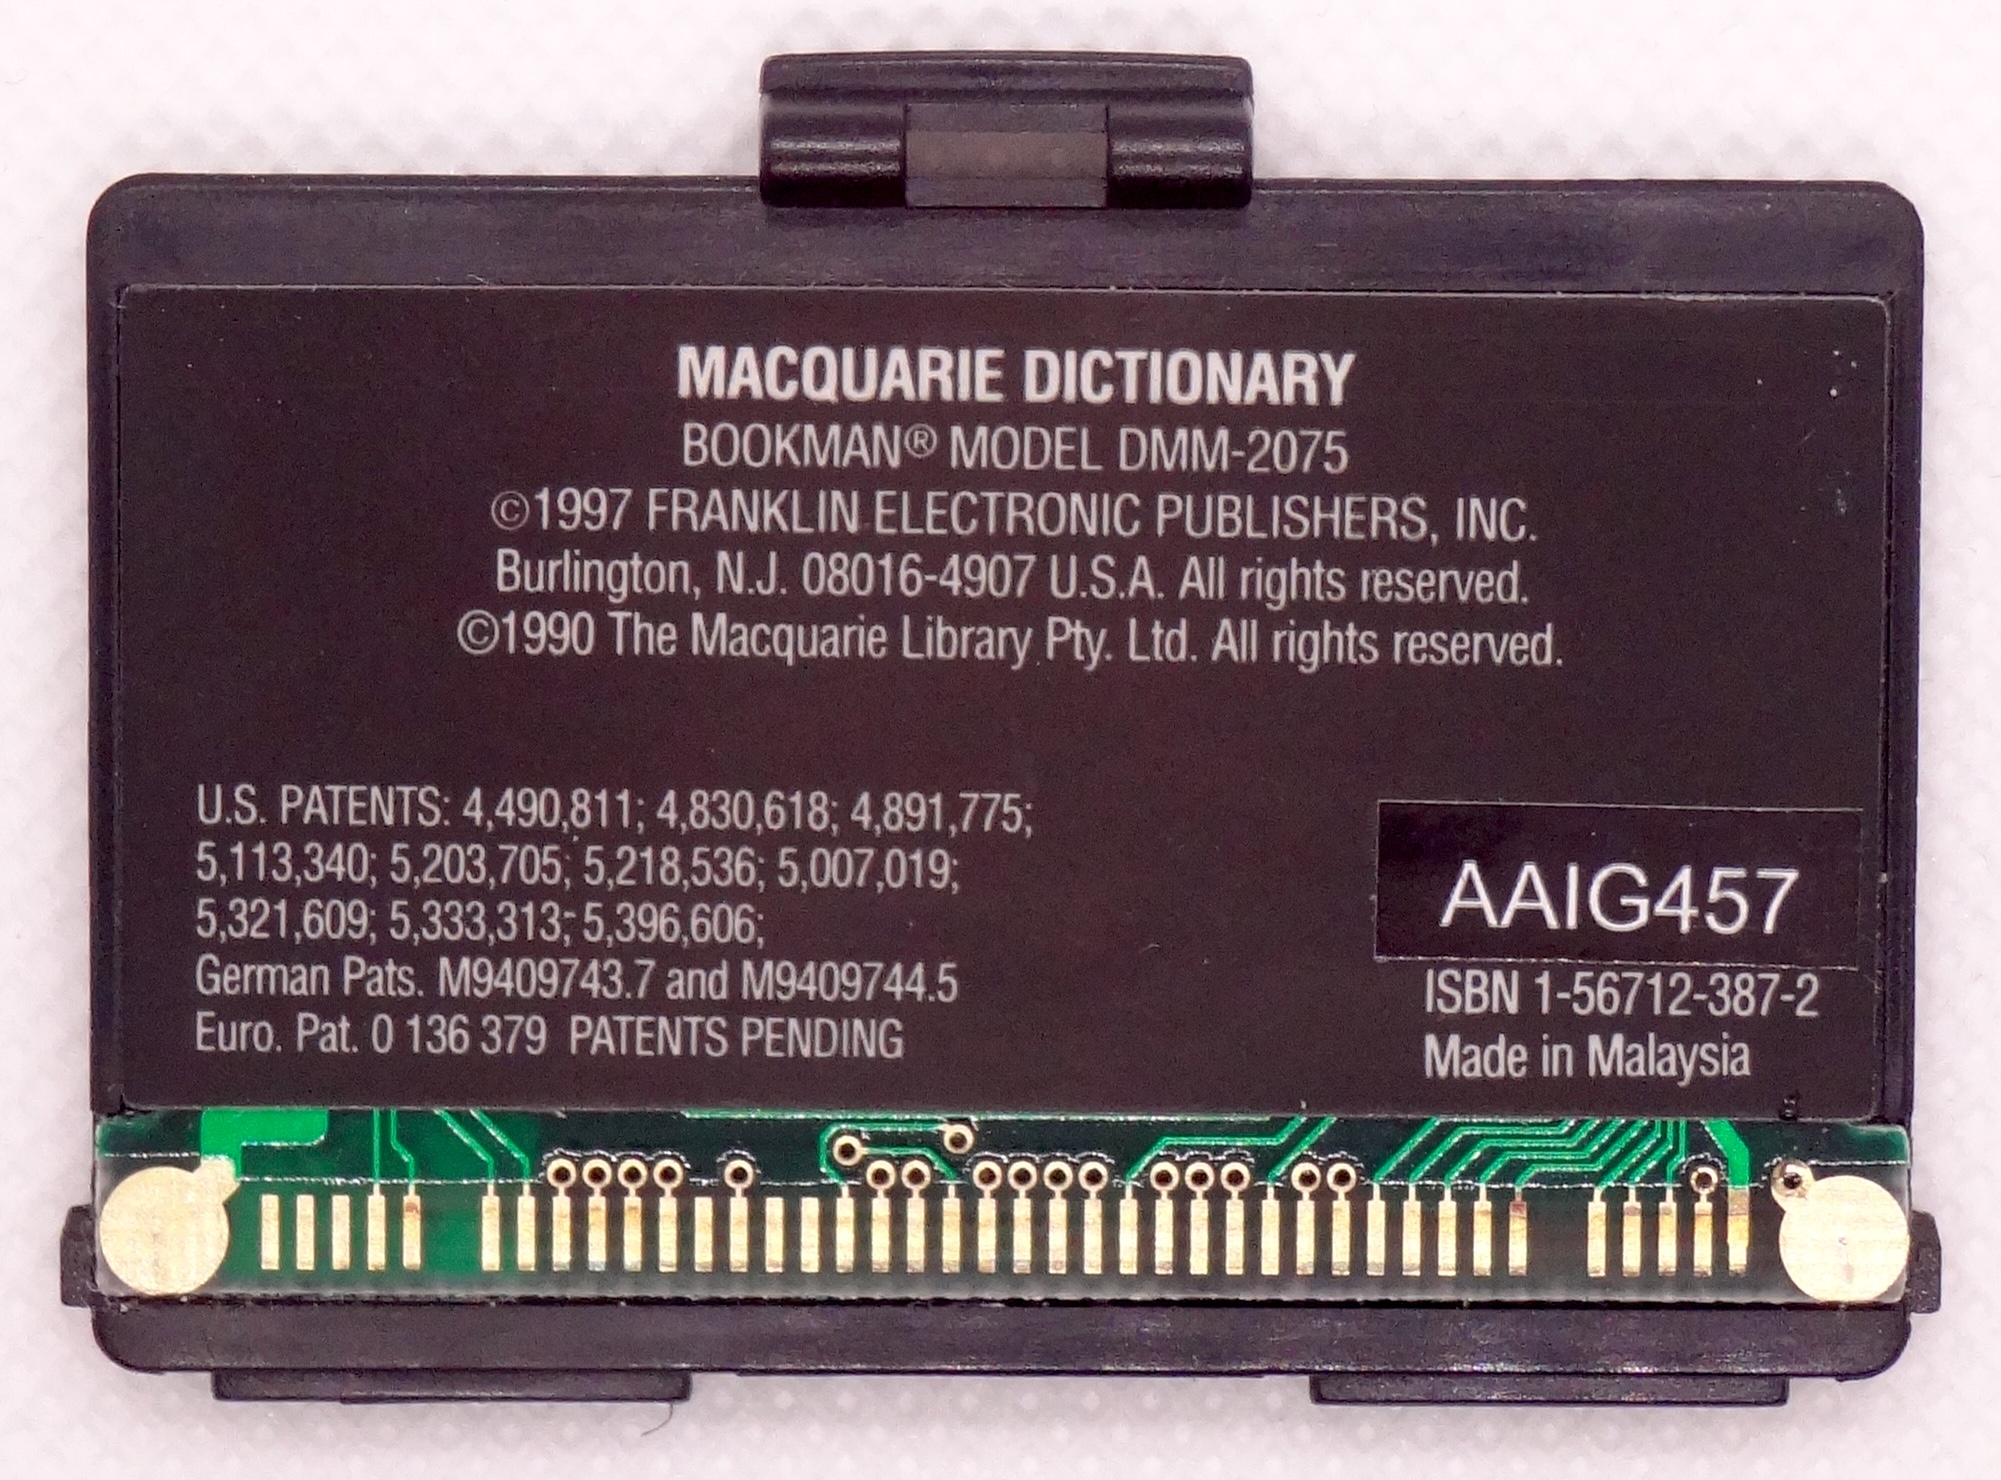 MACQUARIE DICTIONARY
BOOKMAN® MODEL DMM-2075
©1997 FRANKLIN ELECTRONIC PUBLISHERS, INC.
Burlington, N.J. 08016-4907 U.S.A. All rights reserved.
©1990 The Macquarie Library Pty. Ltd. All rights reserved.
U.S. PATENTS: 4,490,811; 4,830,618; 4,891,775;
5,113,340; 5,203,705; 5,218,536; 5,007,019;
5,321,609; 5,333,313; 5,396,606;
German Pats. M9409743.7 and M9409744.5
Euro. Pat. 0 136 379 PATENTS PENDING
AAIG457
ISBN 1-56712-387-2
Made in Malaysia